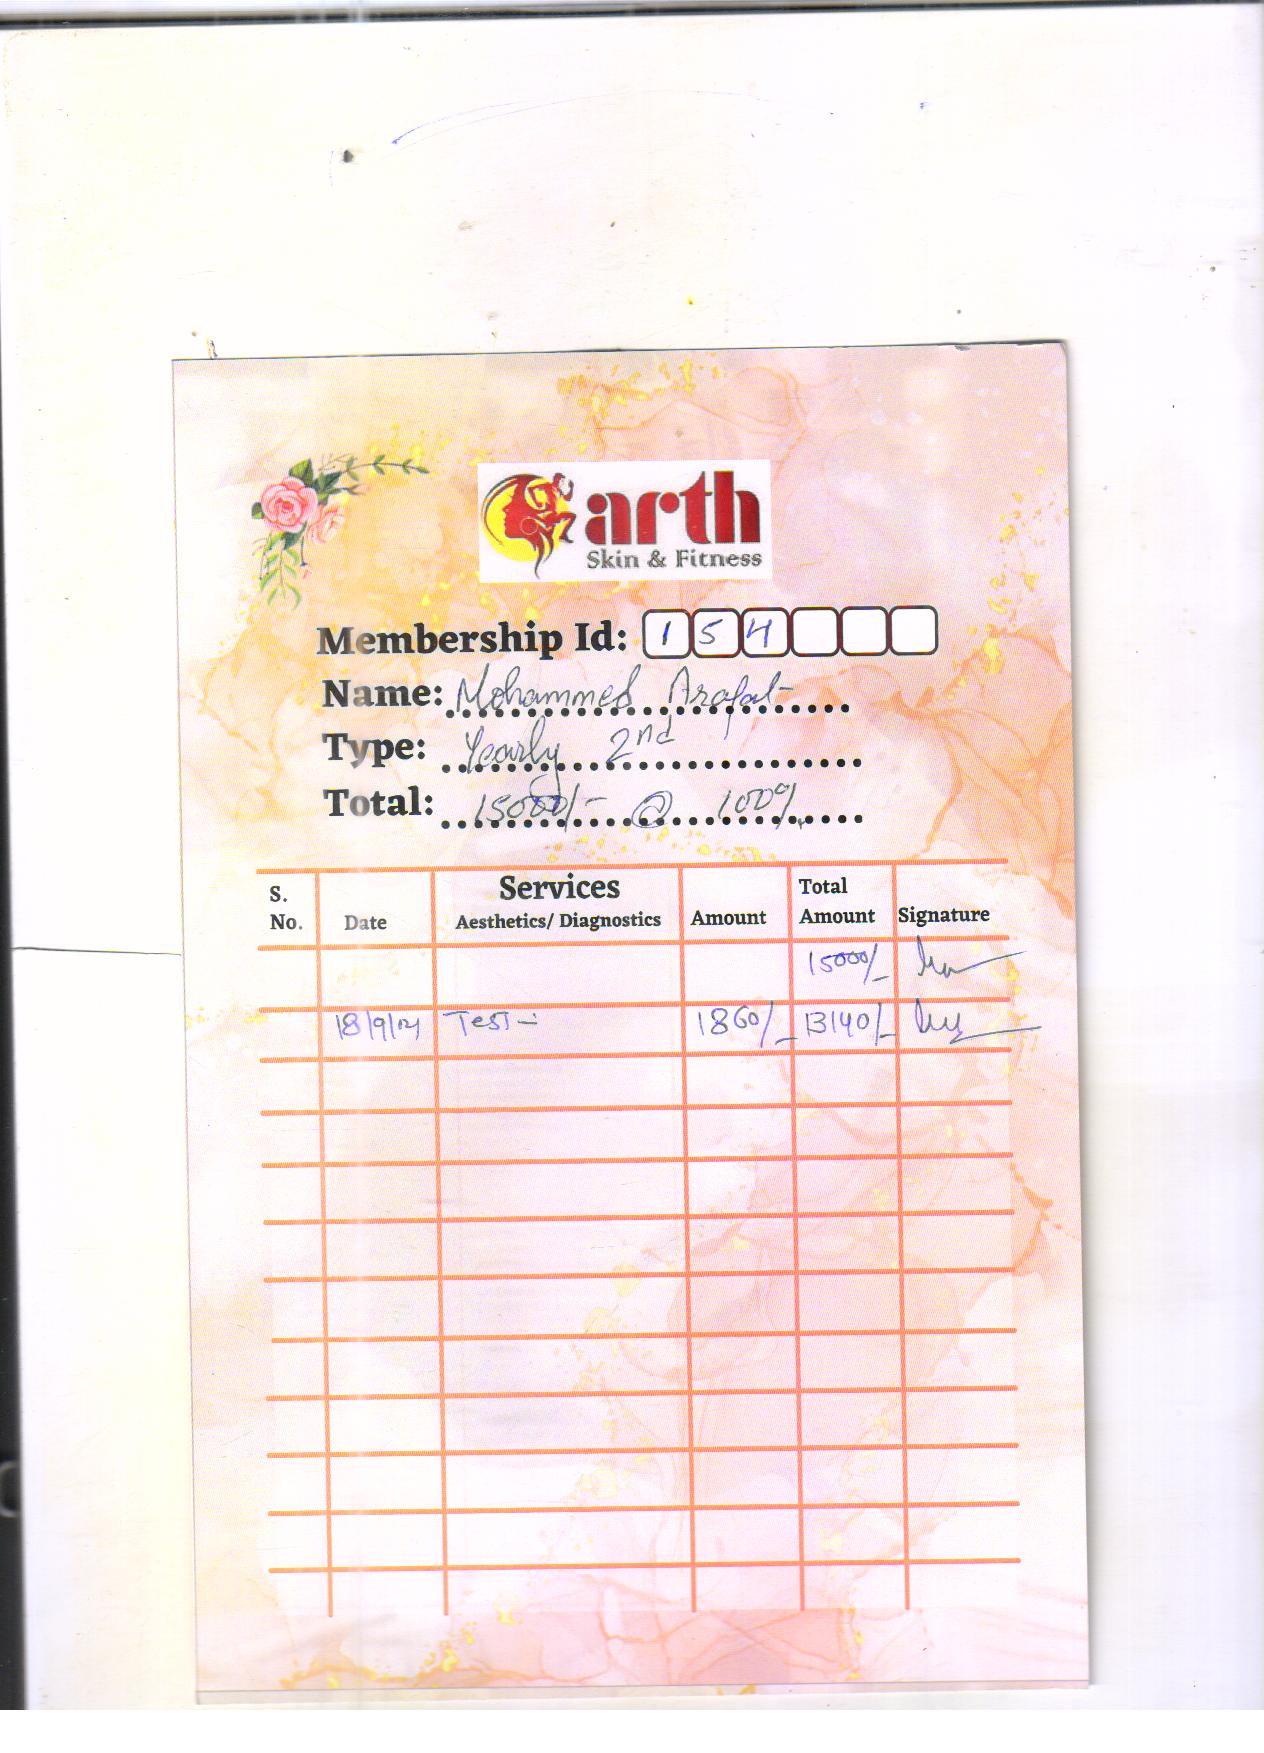 arth
Skin & Fitness
Membership Id: 154
Name: Mohammed Arafat
Type: Yearly 2nd
Total: 15000/- @ 100%
S. No. Date Services Aesthetics/ Diagnostics Amount Total Amount Signature
15000/-
18/9/24 Test- 1860/- 13140/-